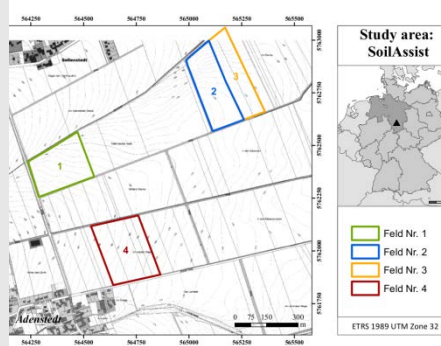 564250 564500 564750 565000 565250 565500
Sellenstedt
5763000
5762750
5762500
5762250
5762000
5761750
1
2
3
4
Adenstedt
0 75 150 300
m
Study area:
SoilAssist
Feld Nr. 1
Feld Nr. 2
Feld Nr. 3
Feld Nr. 4
ETRS 1989 UTM Zone 32